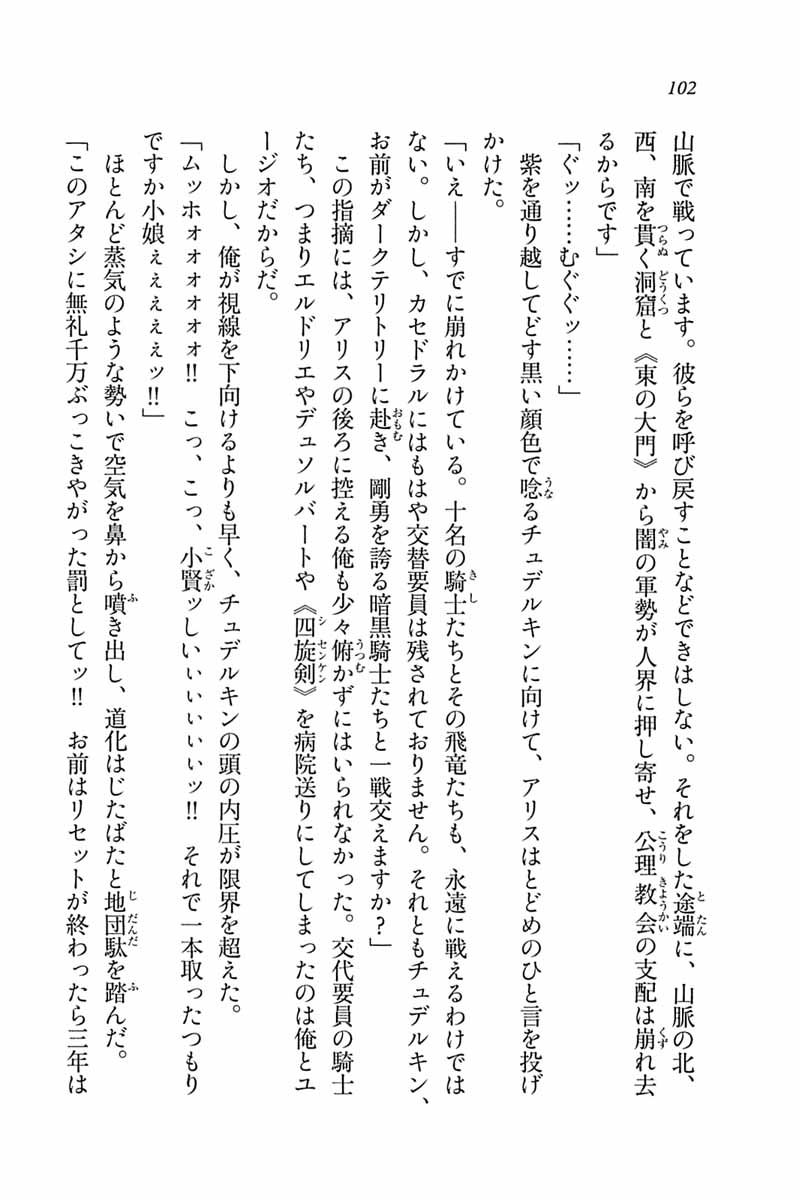 102
山脈で戦っています。彼らを呼び戻すことなどできはしない。それをした途端に、山脈の北、
西、南を貫く洞窟と《東の大門》から闇の軍勢が人界に押し寄せ、公理教会の支配は崩れ去
るからです」
「ぐッ……むぐぐッ……」
　紫を通り越してどす黒い顔色で唸るチュデルキンに向けて、アリスはとどめのひと言を投げ
かけた。
「いえ――すでに崩れかけている。十名の騎士たちとその飛竜たちも、永遠に戦えるわけでは
ない。しかし、カセドラルにはもはや交替要員は残されておりません。それともチュデルキン、
お前がダークテリトリーに赴き、剛勇を誇る暗黒騎士たちと一戦交えますか？」
　この指摘には、アリスの後ろに控える俺も少々俯かずにはいられなかった。交代要員の騎士
たち、つまりエルドリエやデュソルバートや《四旋剣》を病院送りにしてしまったのは俺とユ
ージオだからだ。
　しかし、俺が視線を下向けるよりも早く、チュデルキンの頭の内圧が限界を超えた。
「ムッホォォォォォォ!!　こっ、こっ、小賢ッしいぃぃぃぃぃッ!!　それで一本取ったつもり
ですか小娘ぇぇぇぇぇッ!!」
　ほとんど蒸気のような勢いで空気を鼻から噴き出し、道化はじたばたと地団駄を踏んだ。
「このアタシに無礼千万ぶっこきやがった罰としてッ!!　お前はリセットが終わったら三年は